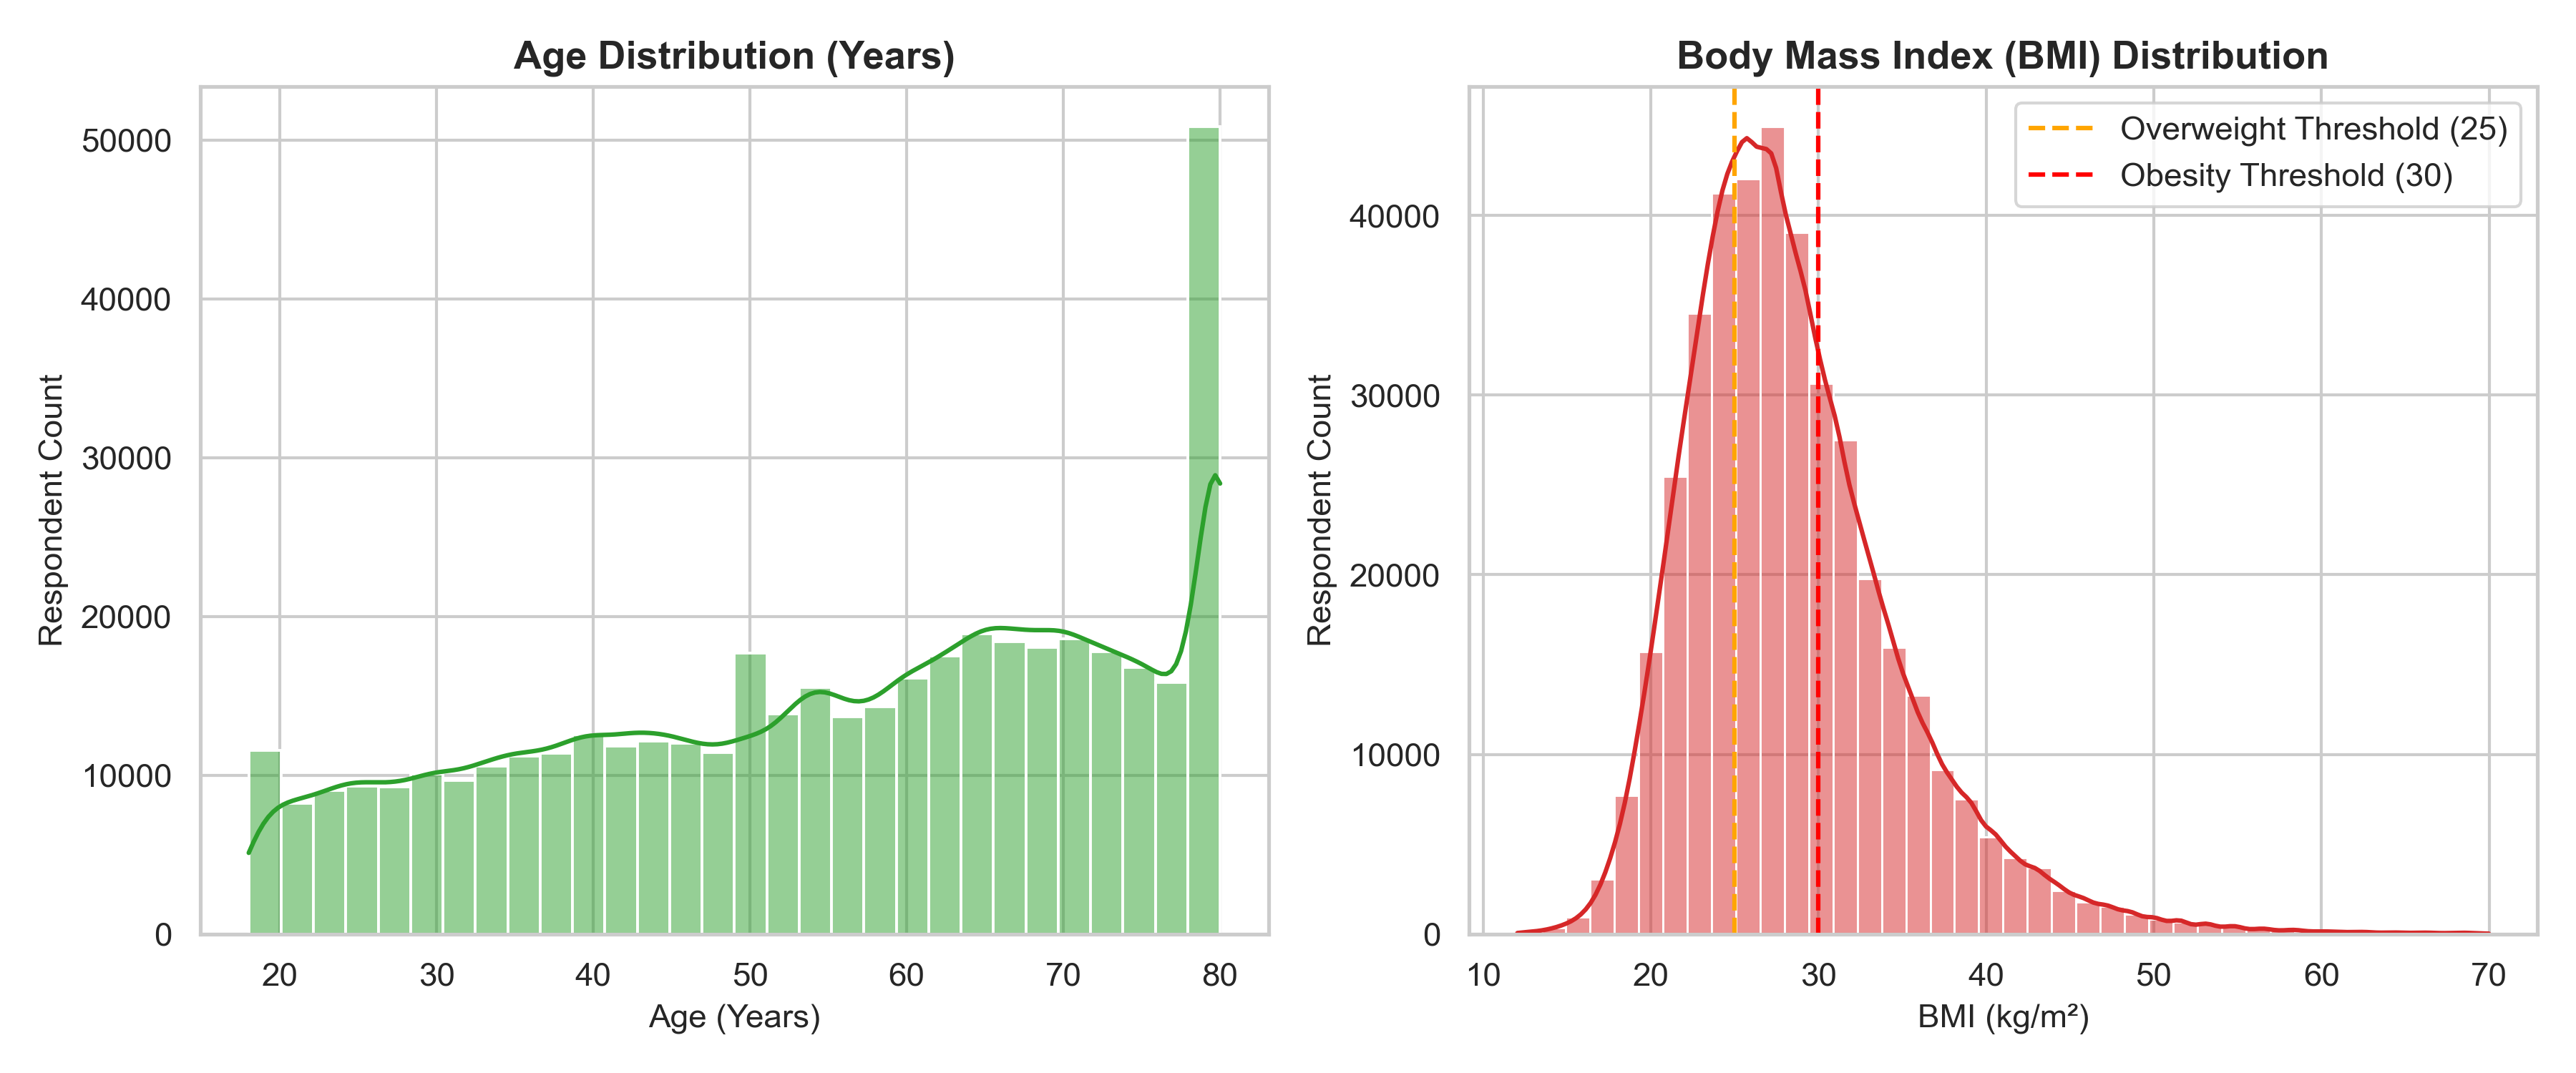 Age Distribution (Years)
Respondent Count
50000
40000
30000
20000
10000
0
20 30 40 50 60 70 80
Age (Years)
Body Mass Index (BMI) Distribution
Overweight Threshold (25)
Obesity Threshold (30)
Respondent Count
40000
30000
20000
10000
0
10 20 30 40 50 60 70
BMI (kg/m²)